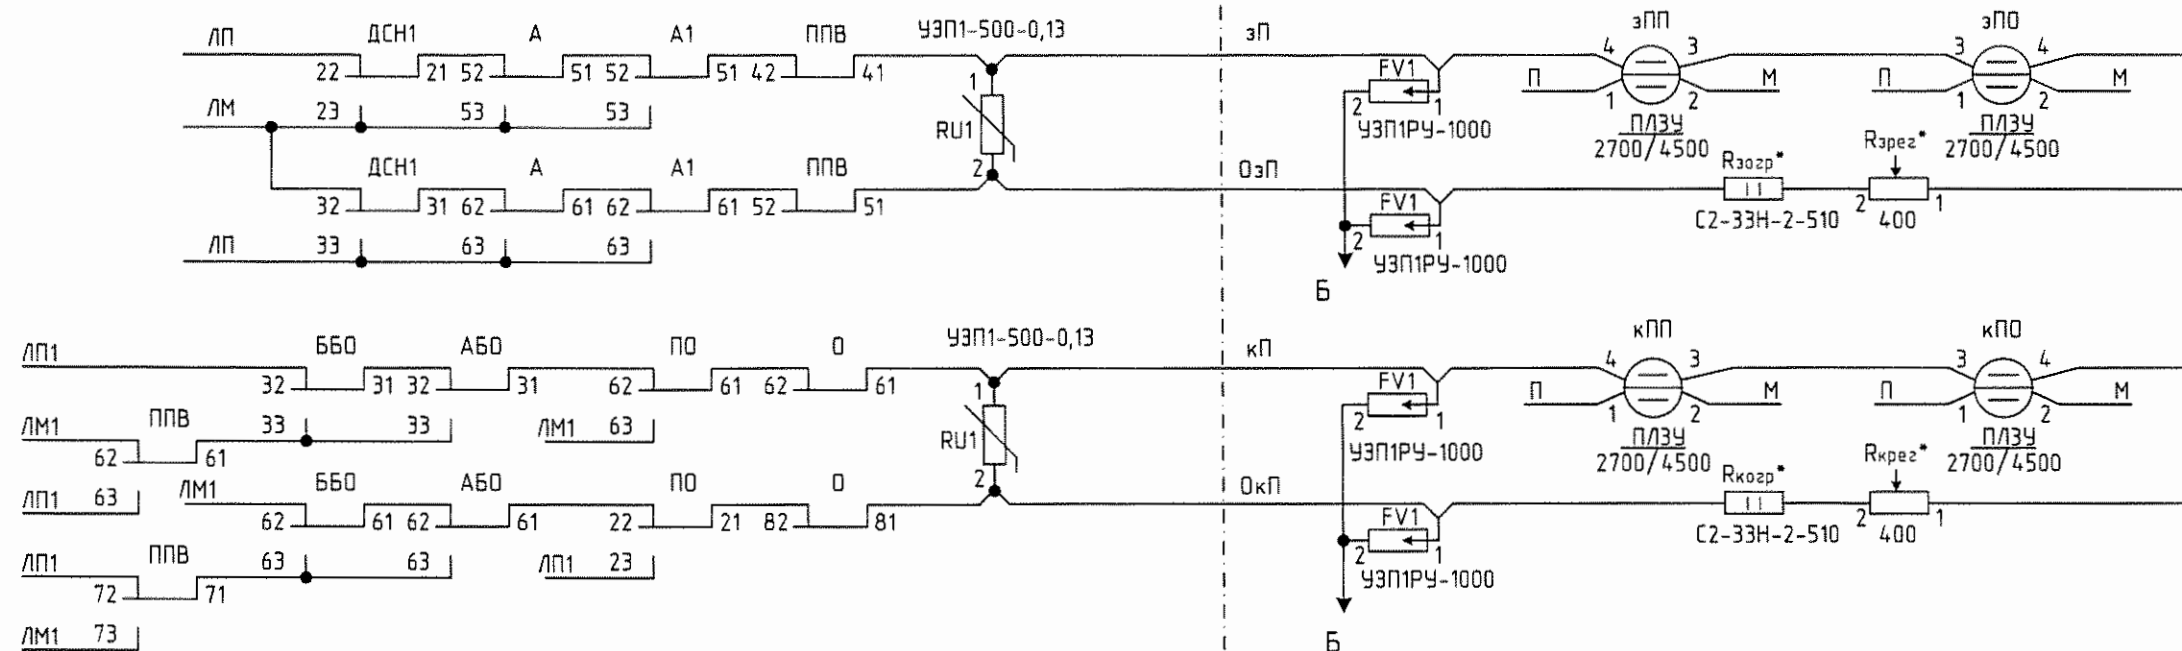 ЛП ДСН1 А А1 ППВ УЗП1-500-0,13 зП зПП зПО
22 21 52 51 52 51 42 41 1 FV1 4 3 3 4
П М П М
2 1 1 2 1 2
ЛМ 23 53 53 RU1 УЗП1РУ-1000 ПЛЗУ ПЛЗУ
2700/4500 2700/4500
ДСН1 А А1 ППВ 2 ОзП Rзогр* Rзрег*
32 31 62 61 62 61 52 51 FV1 С2-33Н-2-510 2 400 1
ЛП 33 63 63 2 1
УЗП1РУ-1000
Б
ЛП1 ББО АБО ПО О УЗП1-500-0,13 кП кПП кПО
32 31 32 31 62 61 62 61 1 FV1 4 3 3 4
П М П М
2 1 1 2 1 2
ЛМ1 ППВ 33 33 ЛМ1 63 RU1 УЗП1РУ-1000 ПЛЗУ ПЛЗУ
62 61 2700/4500 2700/4500
ЛП1 63 ЛМ1 ББО АБО ПО О 2 ОкП Rкогр* Rкрег*
62 61 62 61 22 21 82 81 FV1 С2-33Н-2-510 2 400 1
ЛП1 ППВ 63 63 ЛП1 23 2 1
72 71 УЗП1РУ-1000
ЛМ1 73 Б